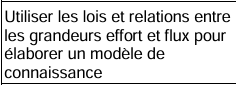 Utiliser les lois et relations entre
les grandeurs effort et flux pour
élaborer un modèle de
connaissance